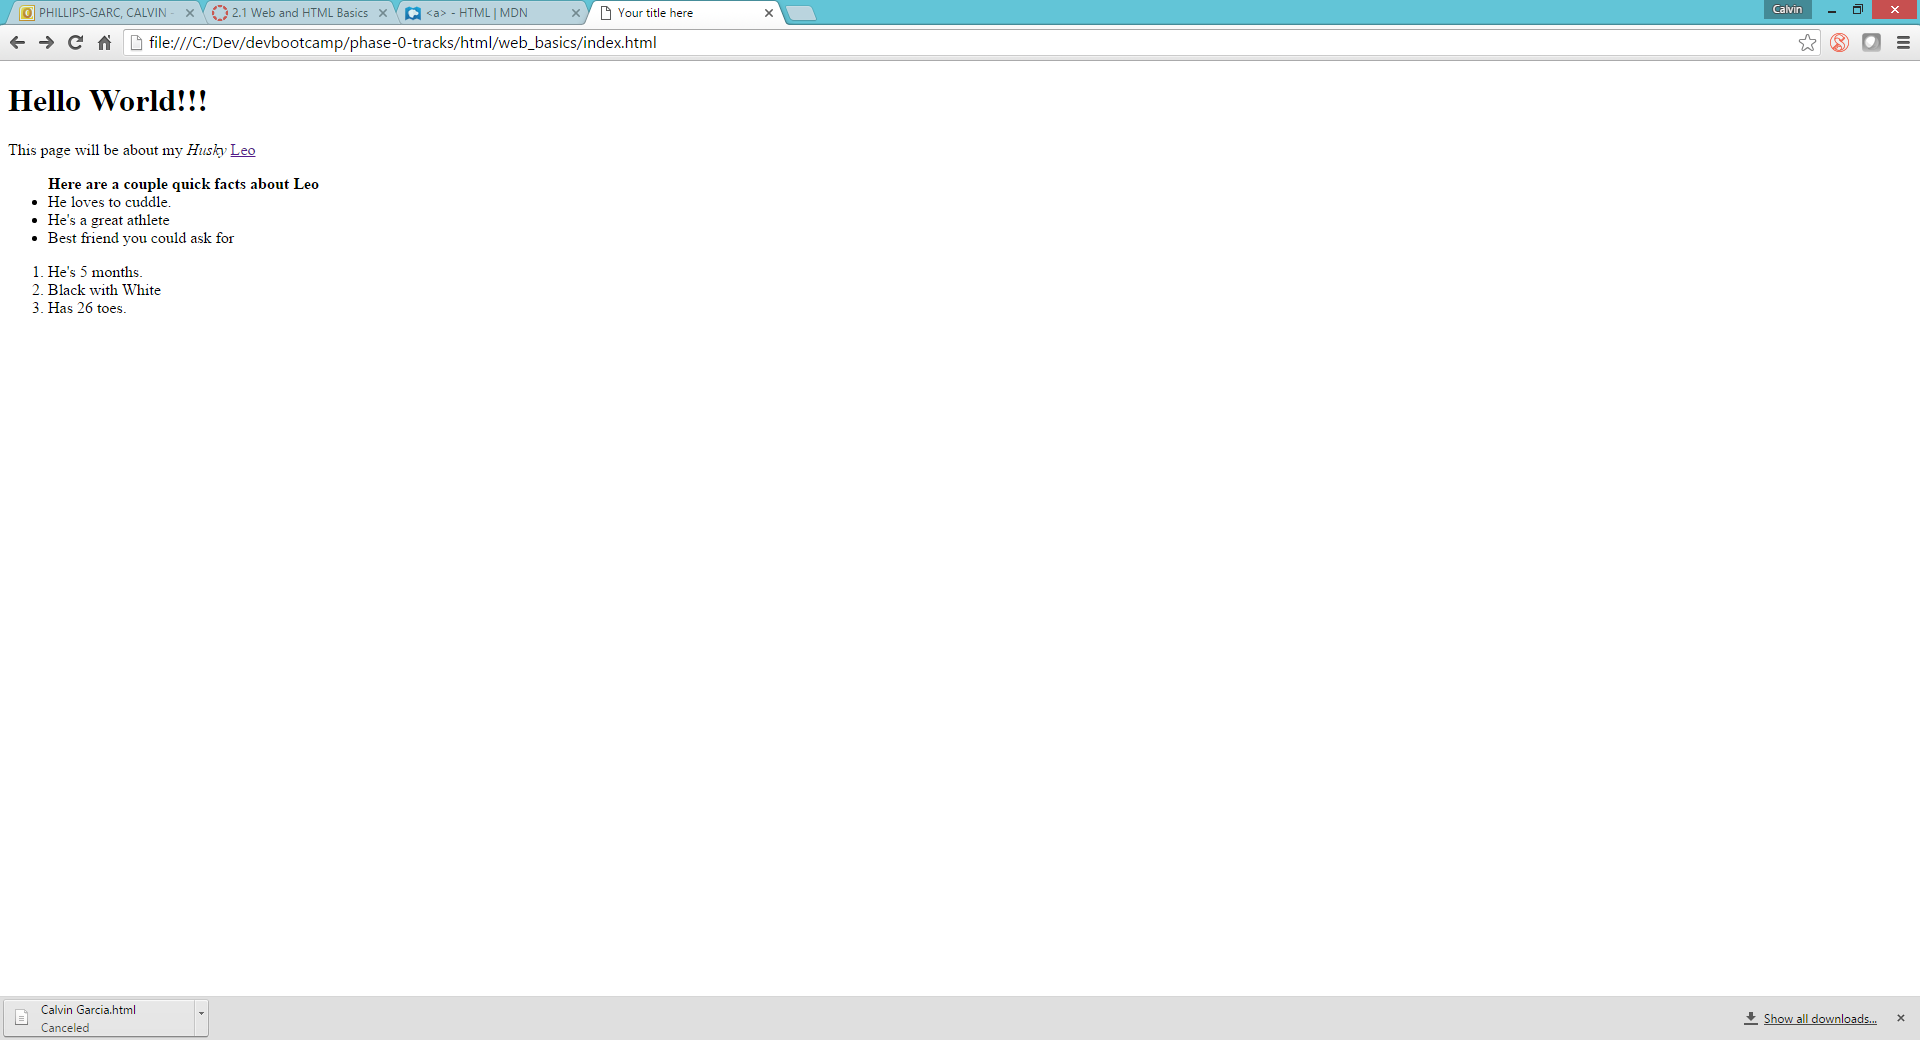 PHILLIPS-GARC, CALVIN -
2.1 Web and HTML Basics
<a> - HTML | MDN
Your title here
Calvin
file:///C:/Dev/devbootcamp/phase-0-tracks/html/web_basics/index.html
Hello World!!!
This page will be about my Husky Leo
Here are a couple quick facts about Leo
He loves to cuddle.
He's a great athlete
Best friend you could ask for
1. He's 5 months.
2. Black with White
3. Has 26 toes.
Calvin Garcia.html
Canceled
Show all downloads...